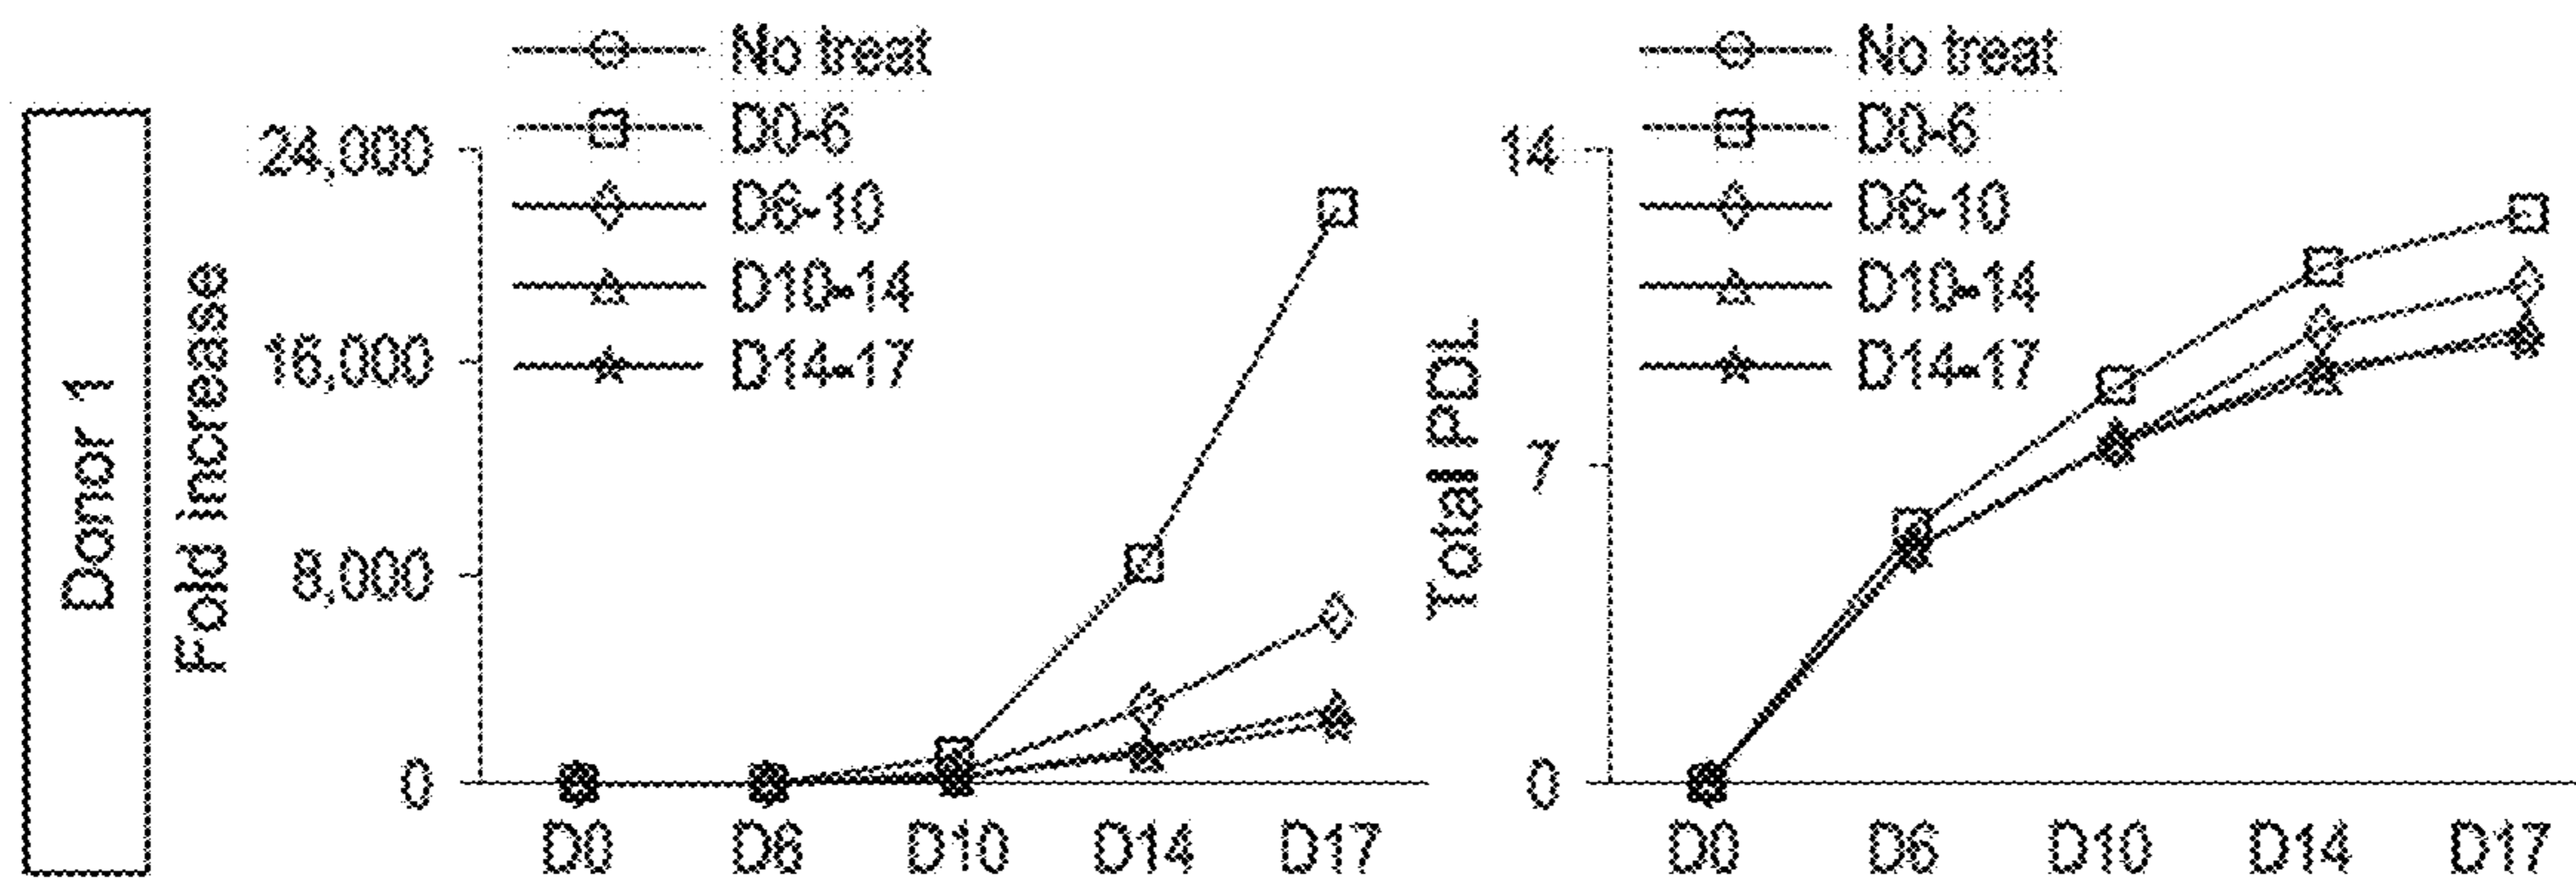 Donor 1
Fold increase
24,000
16,000
8,000
0
No treat
D0-6
D6-10
D10-14
D14-17
D0
D6
D10
D14
D17
Total PDL
14
7
0
No treat
D0-6
D6-10
D10-14
D14-17
D0
D6
D10
D14
D17